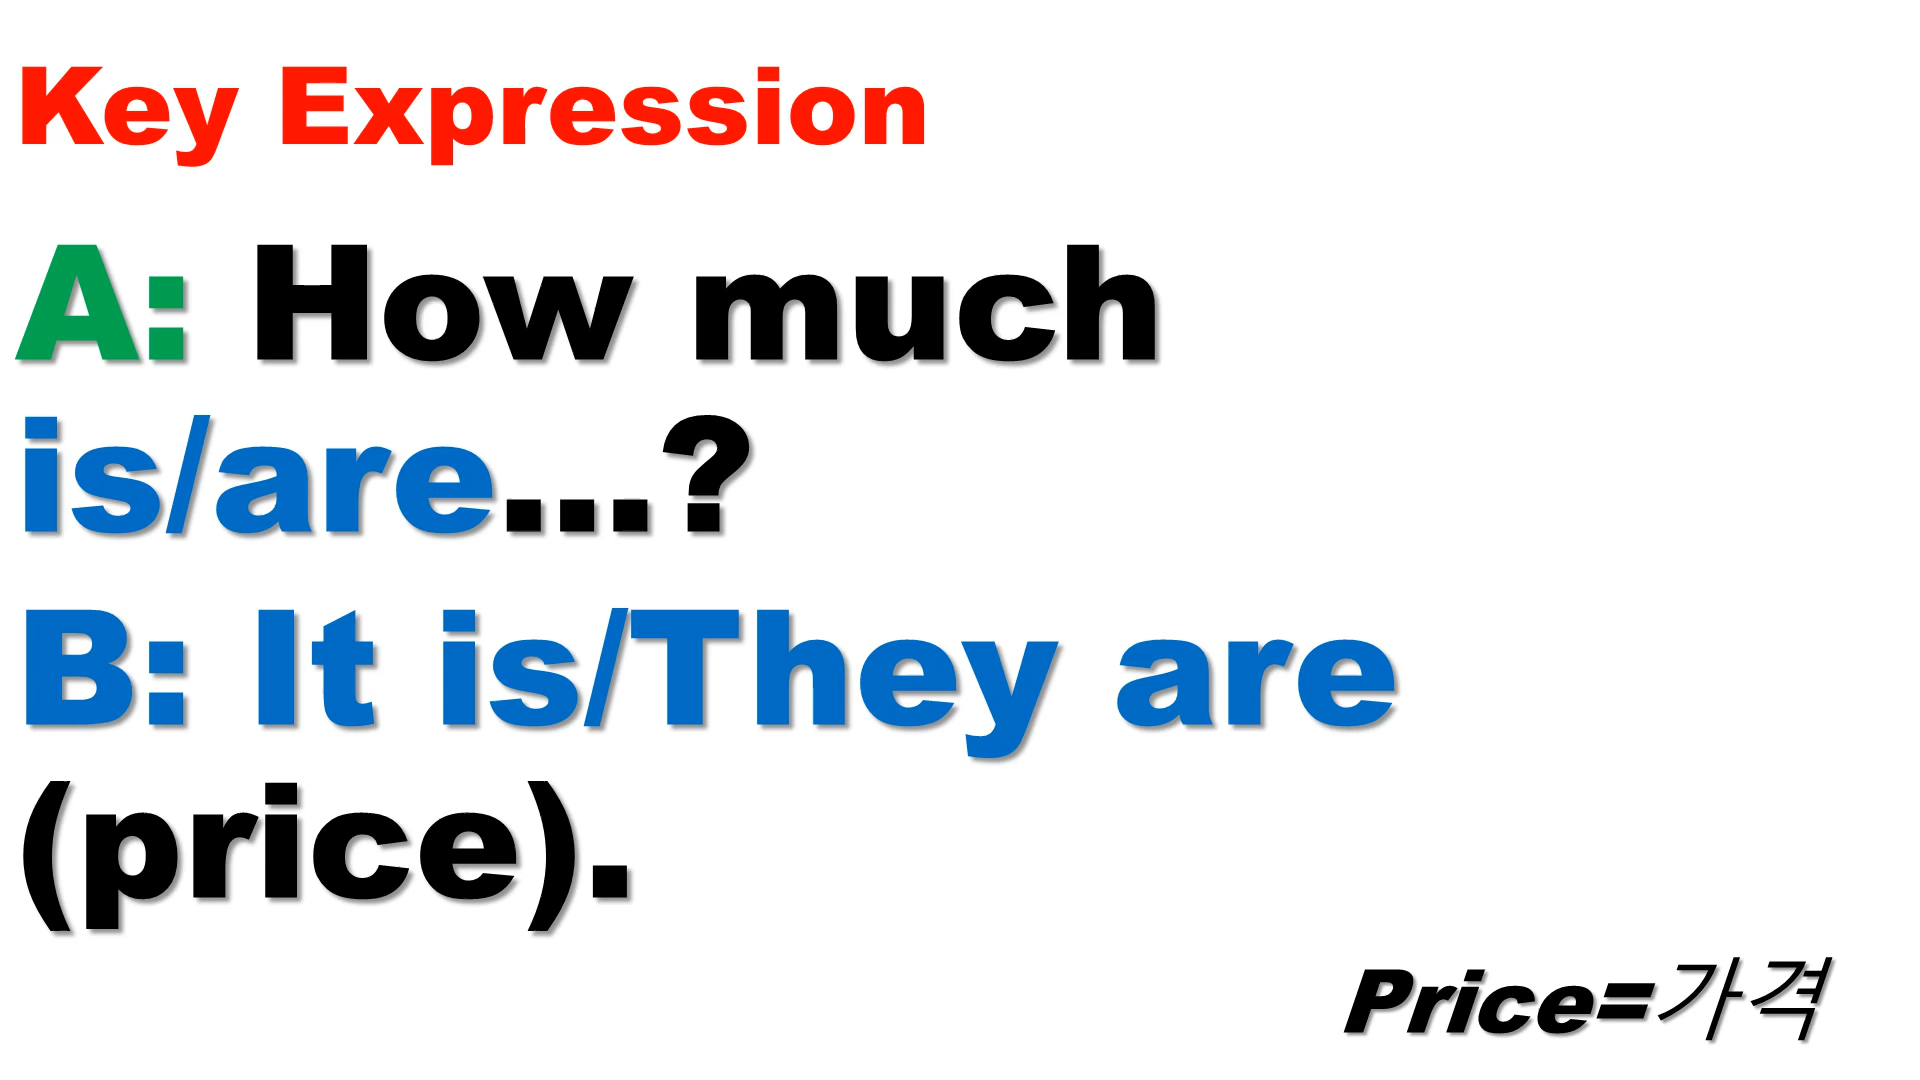 Key Expression
A: How much
is/are…?
B: It is/They are
(price).
Price=가격